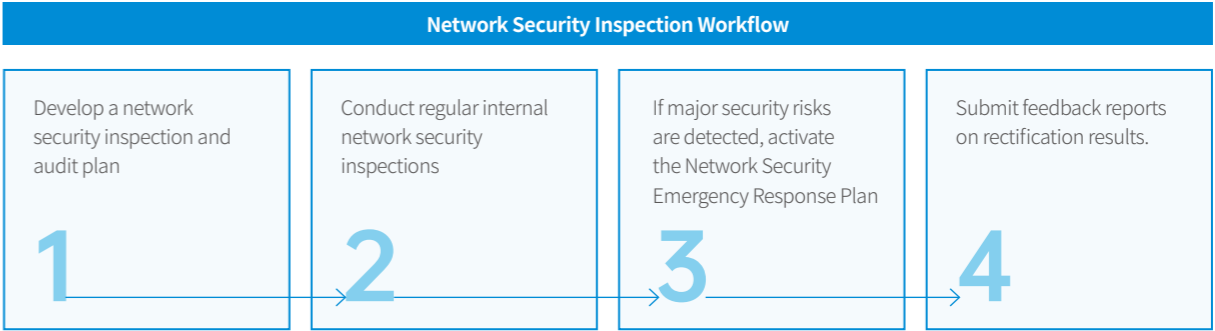 Network Security Inspection Workflow
Develop a network
security inspection and
audit plan
1
Conduct regular internal
network security
inspections
2
If major security risks
are detected, activate
the Network Security
Emergency Response Plan
3
Submit feedback reports
on rectification results.
4